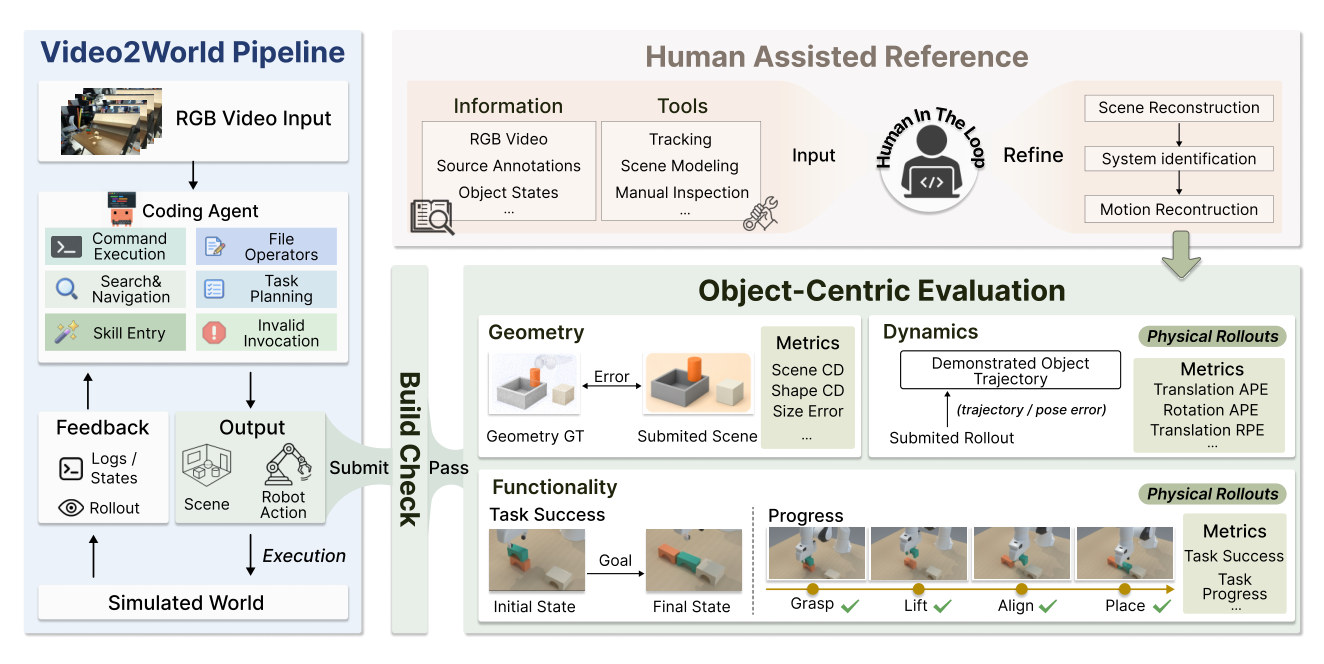 Video2World Pipeline
RGB Video Input
Coding Agent
Command
Execution
File
Operators
Search&
Navigation
Task
Planning
Skill Entry
Invalid
Invocation
Feedback
Logs /
States
Rollout
Output
Scene
Robot
Action
Execution
Simulated World
Submit
Build Check
Pass
Human Assisted Reference
Information
RGB Video
Source Annotations
Object States
...
Tools
Tracking
Scene Modeling
Manual Inspection
...
Input
Human In The Loop
Refine
Scene Reconstruction
System identification
Motion Recontruction
Object-Centric Evaluation
Geometry
Error
Geometry GT
Submited Scene
Metrics
Scene CD
Shape CD
Size Error
...
Dynamics
Physical Rollouts
Demonstrated Object
Trajectory
(trajectory / pose error)
Submited Rollout
Metrics
Translation APE
Rotation APE
Translation RPE
...
Functionality
Physical Rollouts
Task Success
Goal
Initial State
Final State
Progress
Grasp
Lift
Align
Place
Metrics
Task Success
Task
Progress
...